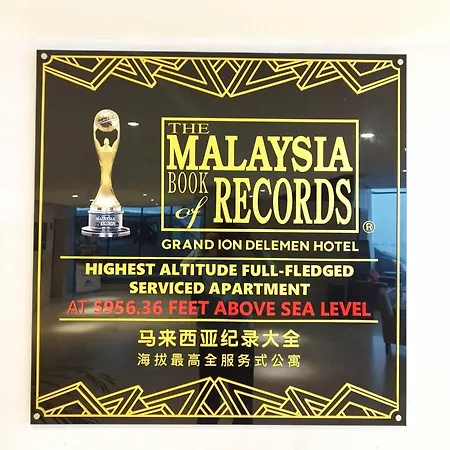 THE
MALAYSIA
BOOK
of RECORDS®
GRAND ION DELEMEN HOTEL
HIGHEST ALTITUDE FULL-FLEDGED
SERVICED APARTMENT
AT 5956.36 FEET ABOVE SEA LEVEL
马来西亚纪录大全
海拔最高全服务式公寓
MALAYSIA
RECORDS